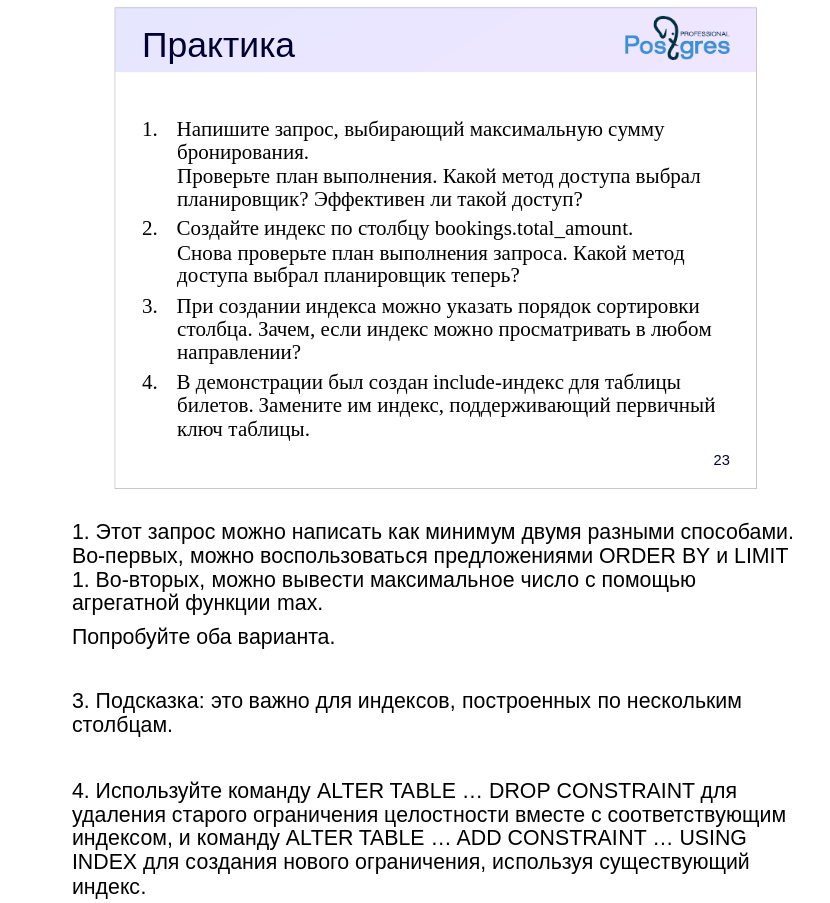 Практика
PROFESSIONAL
Postgres
1. Напишите запрос, выбирающий максимальную сумму
бронирования.
Проверьте план выполнения. Какой метод доступа выбрал
планировщик? Эффективен ли такой доступ?
2. Создайте индекс по столбцу bookings.total_amount.
Снова проверьте план выполнения запроса. Какой метод
доступа выбрал планировщик теперь?
3. При создании индекса можно указать порядок сортировки
столбца. Зачем, если индекс можно просматривать в любом
направлении?
4. В демонстрации был создан include-индекс для таблицы
билетов. Замените им индекс, поддерживающий первичный
ключ таблицы.
23
1. Этот запрос можно написать как минимум двумя разными способами.
Во-первых, можно воспользоваться предложениями ORDER BY и LIMIT
1. Во-вторых, можно вывести максимальное число с помощью
агрегатной функции max.
Попробуйте оба варианта.
3. Подсказка: это важно для индексов, построенных по нескольким
столбцам.
4. Используйте команду ALTER TABLE … DROP CONSTRAINT для
удаления старого ограничения целостности вместе с соответствующим
индексом, и команду ALTER TABLE … ADD CONSTRAINT … USING
INDEX для создания нового ограничения, используя существующий
индекс.